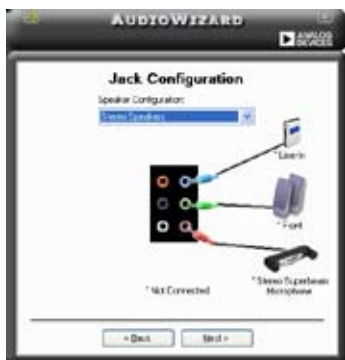 AUDIOWIZARD
ANALOG
DEVICES
Jack Configuration
Speaker Configuration:
Stereo Speakers
* Line-In
* Front
* Stereo Superbeam
Microphone
* Not Connected
< Back
Next >